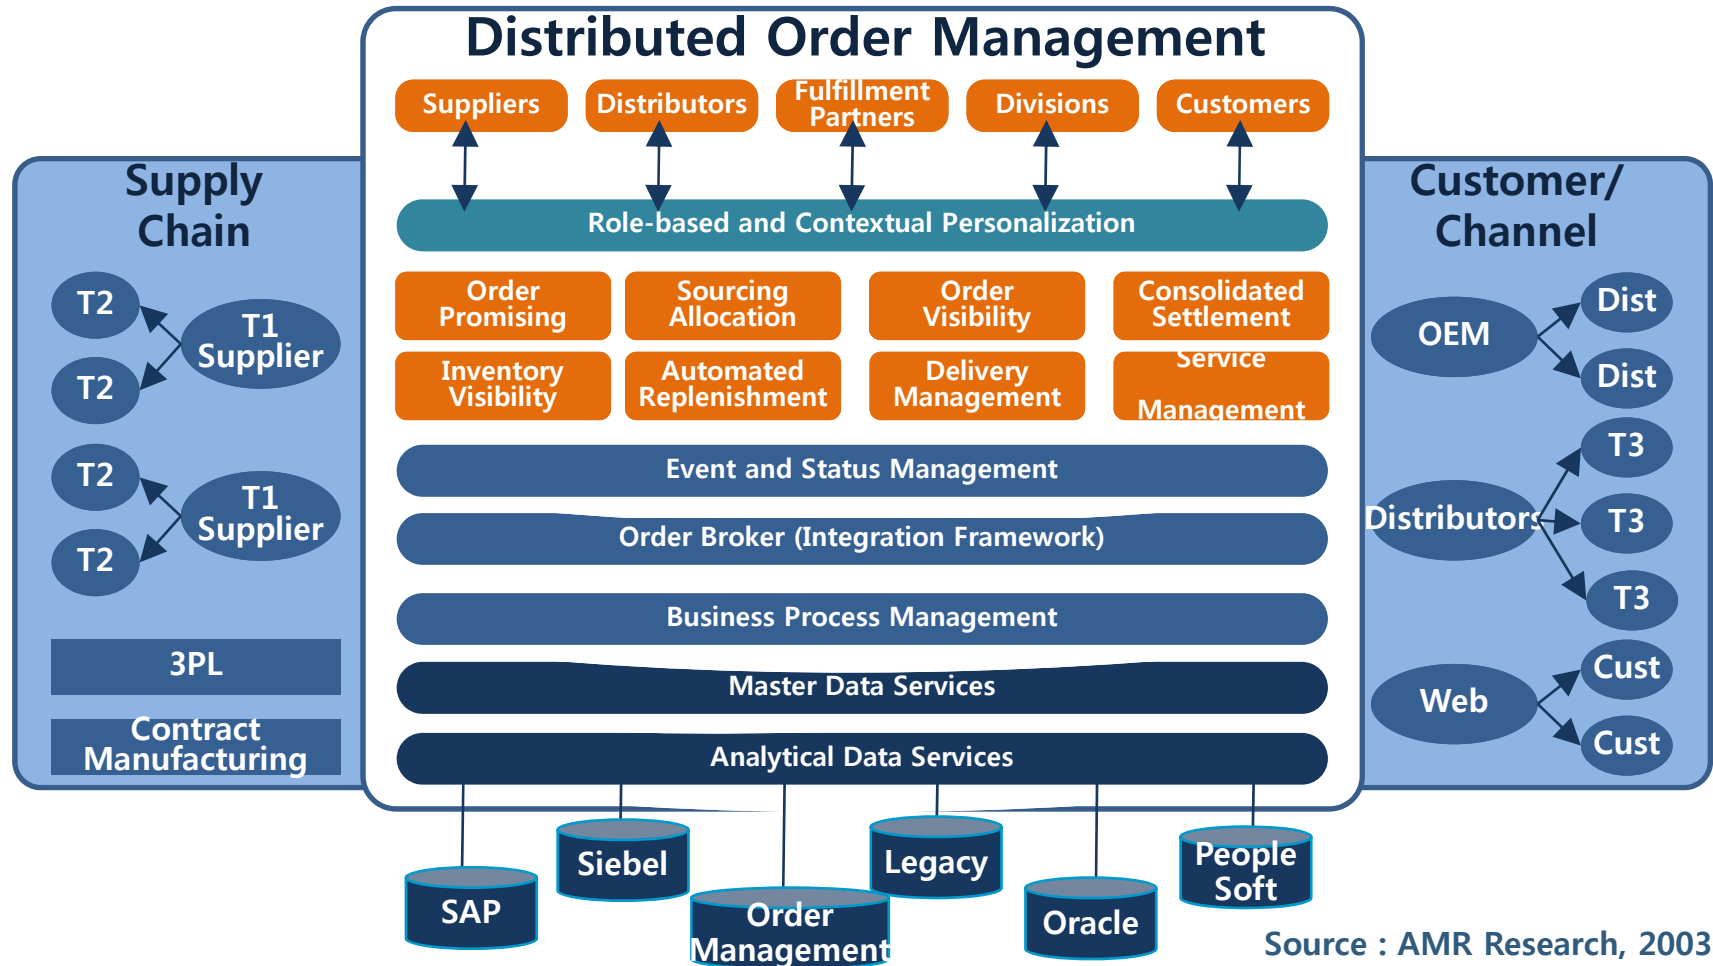 Distributed Order Management
Suppliers
Distributors
Fulfillment
Partners
Divisions
Customers
Role-based and Contextual Personalization
Order
Promising
Sourcing
Allocation
Order
Visibility
Consolidated
Settlement
Inventory
Visibility
Automated
Replenishment
Delivery
Management
Service
Management
Event and Status Management
Order Broker (Integration Framework)
Business Process Management
Master Data Services
Analytical Data Services
Supply
Chain
T2
T2
T1
Supplier
T2
T2
T1
Supplier
3PL
Contract
Manufacturing
Customer/
Channel
OEM
Dist
Dist
Distributors
T3
T3
T3
Web
Cust
Cust
SAP
Siebel
Order
Management
Legacy
Oracle
People
Soft
Source : AMR Research, 2003